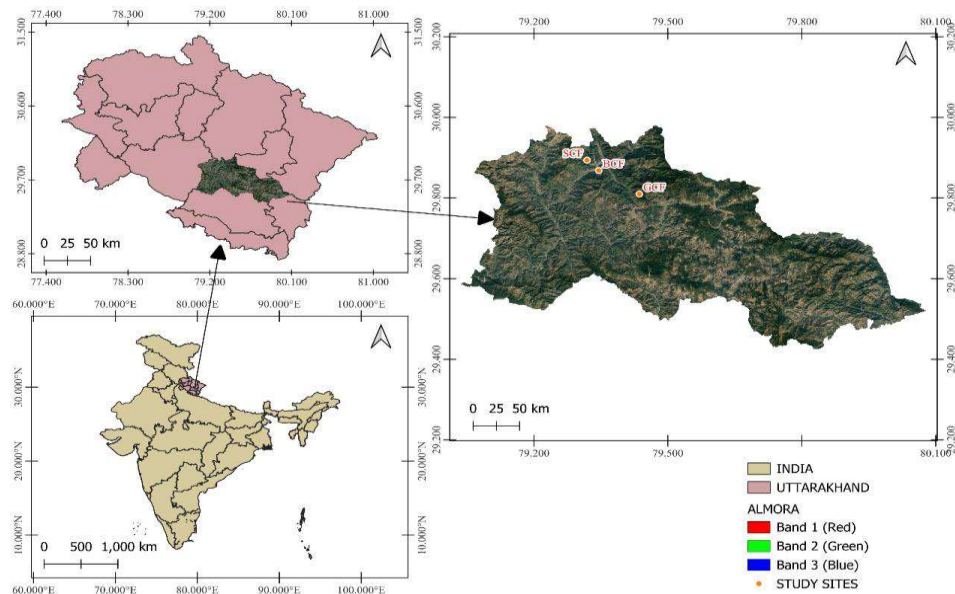 77.400 78.300 79.200 80.100 81.000
31.500 31.500
30.600 30.600
29.700 29.700
28.800 28.800
0 25 50 km
77.400 78.300 79.200 80.100 81.000
79.200 79.500 79.800 80.100
30.200 30.200
30.000 30.000
29.800 29.800
29.600 29.600
29.400 29.400
29.200 29.200
SCF
BCF
GCF
0 25 50 km
79.200 79.500 79.800 80.100
60.000°E 70.000°E 80.000°E 90.000°E 100.000°E
30.000°N 30.000°N
20.000°N 20.000°N
10.000°N 10.000°N
0 500 1,000 km
60.000°E 70.000°E 80.000°E 90.000°E 100.000°E
INDIA
UTTARAKHAND
ALMORA
Band 1 (Red)
Band 2 (Green)
Band 3 (Blue)
STUDY SITES